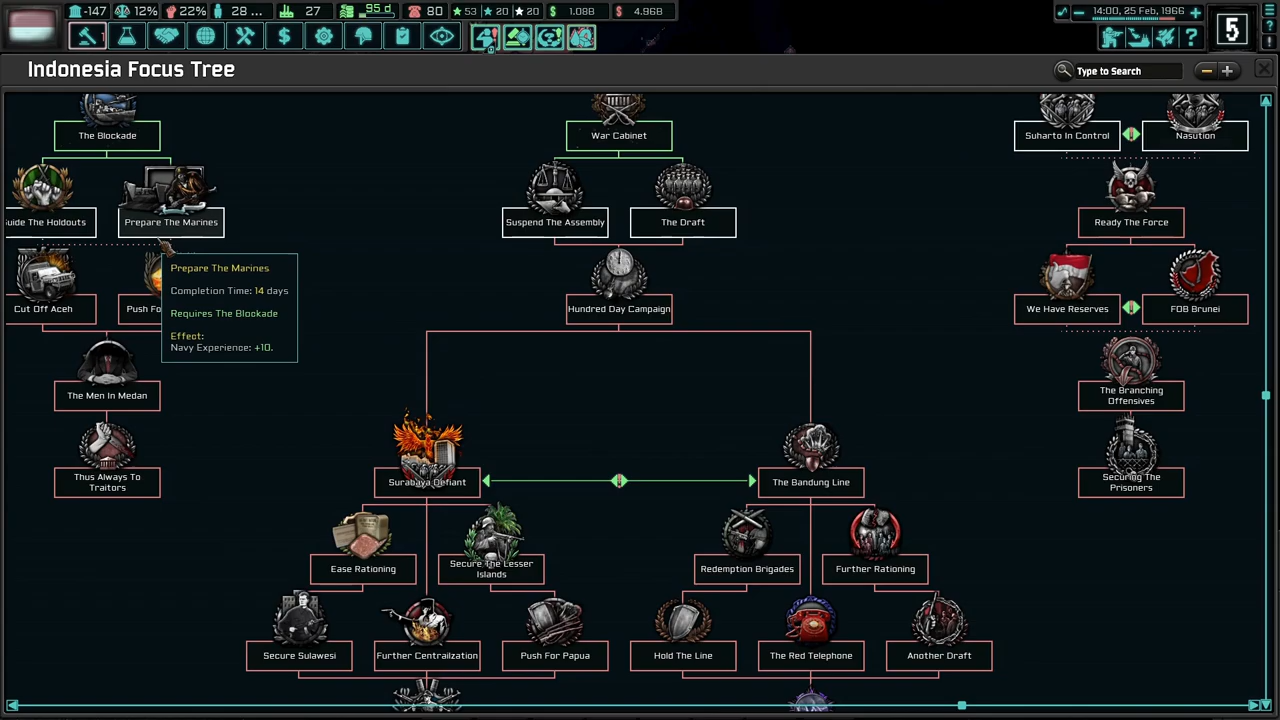 -147 12% 22% 28 ... 27 95 d 80 53 20 20 $ 1.08B $ 4.96B
14:00, 25 Feb, 1966
5
1
Indonesia Focus Tree
Type to Search
The Blockade
War Cabinet
Suharto In Control
Nasution
uide The Holdouts
Prepare The Marines
Suspend The Assembly
The Draft
Ready The Force
Prepare The Marines
Completion Time: 14 days
Requires The Blockade
Effect:
Navy Experience: +10.
Cut Off Aceh
Push Fo
Hundred Day Campaign
We Have Reserves
FOB Brunei
The Men In Medan
The Branching
Offensives
Thus Always To
Traitors
Surabaya Defiant
The Bandung Line
Securing The
Prisoners
Ease Rationing
Secure The Lesser
Islands
Redemption Brigades
Further Rationing
Secure Sulawesi
Further Centrailzation
Push For Papua
Hold The Line
The Red Telephone
Another Draft